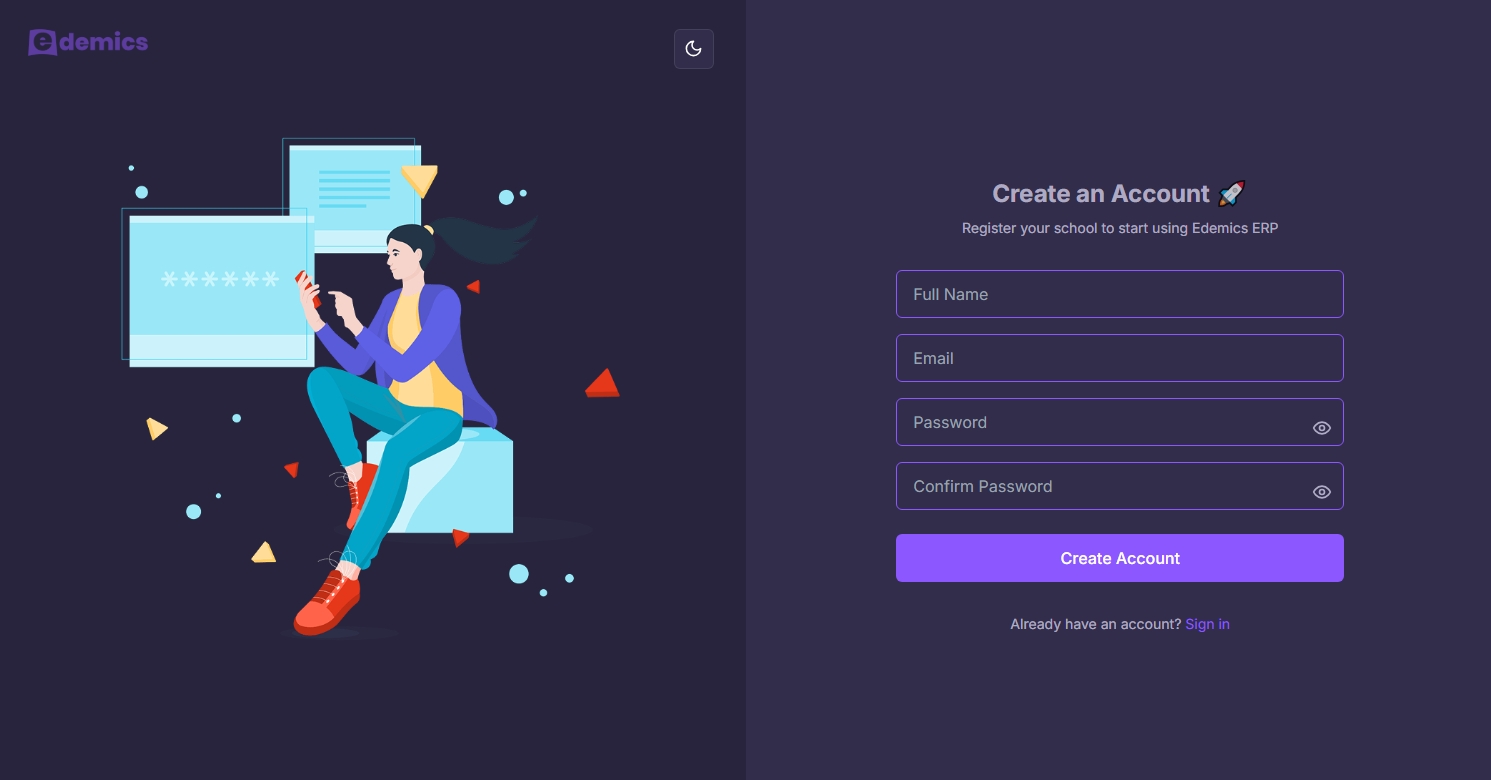 edemics
******
Create an Account 🚀
Register your school to start using Edemics ERP
Full Name
Email
Password
Confirm Password
Create Account
Already have an account? Sign in